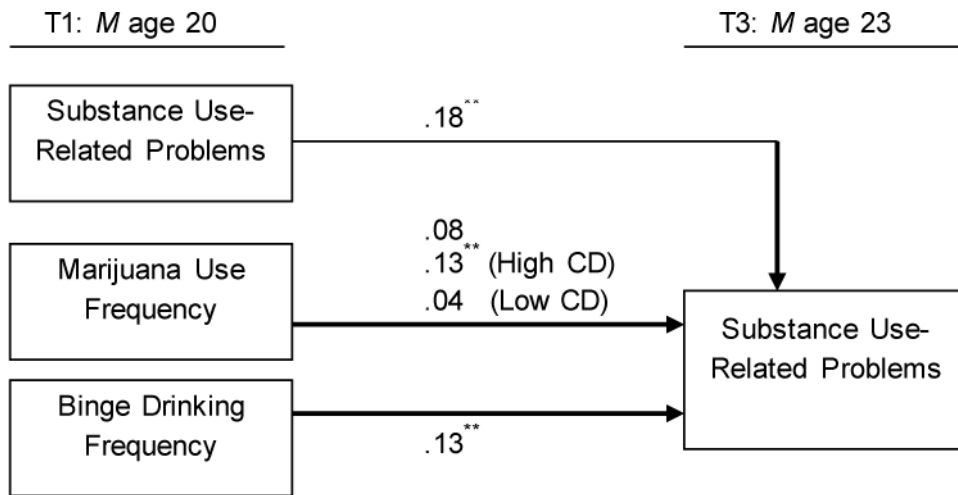 T1: M age 20
T3: M age 23
Substance Use-
Related Problems
.18**
Marijuana Use
Frequency
.08
.13** (High CD)
.04 (Low CD)
Substance Use-
Related Problems
Binge Drinking
Frequency
.13**